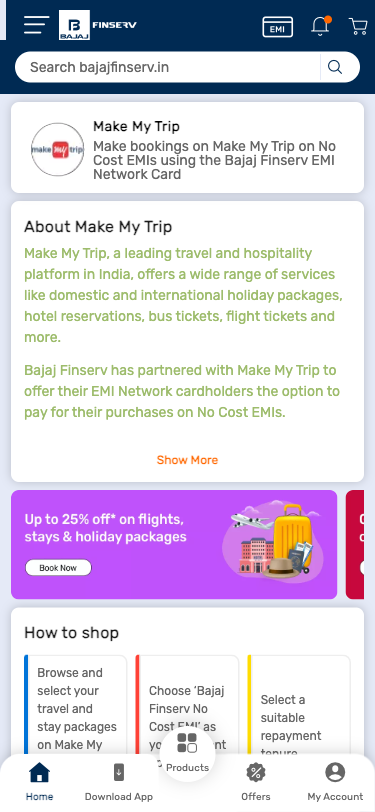 B
BAJAJ
FINSERV
EMI
Search bajajfinserv.in
make my trip
Make My Trip
Make bookings on Make My Trip on No
Cost EMIs using the Bajaj Finserv EMI
Network Card
About Make My Trip
Make My Trip, a leading travel and hospitality
platform in India, offers a wide range of services
like domestic and international holiday packages,
hotel reservations, bus tickets, flight tickets and
more.
Bajaj Finserv has partnered with Make My Trip to
offer their EMI Network cardholders the option to
pay for their purchases on No Cost EMIs.
Show More
Up to 25% off* on flights,
stays & holiday packages
Book Now
How to shop
Browse and
select your
travel and
stay packages
on Make My
Choose ‘Bajaj
Finserv No
Cost EMI’ as
Select a
suitable
repayment
tenure
Home
Download App
Products
Offers
My Account